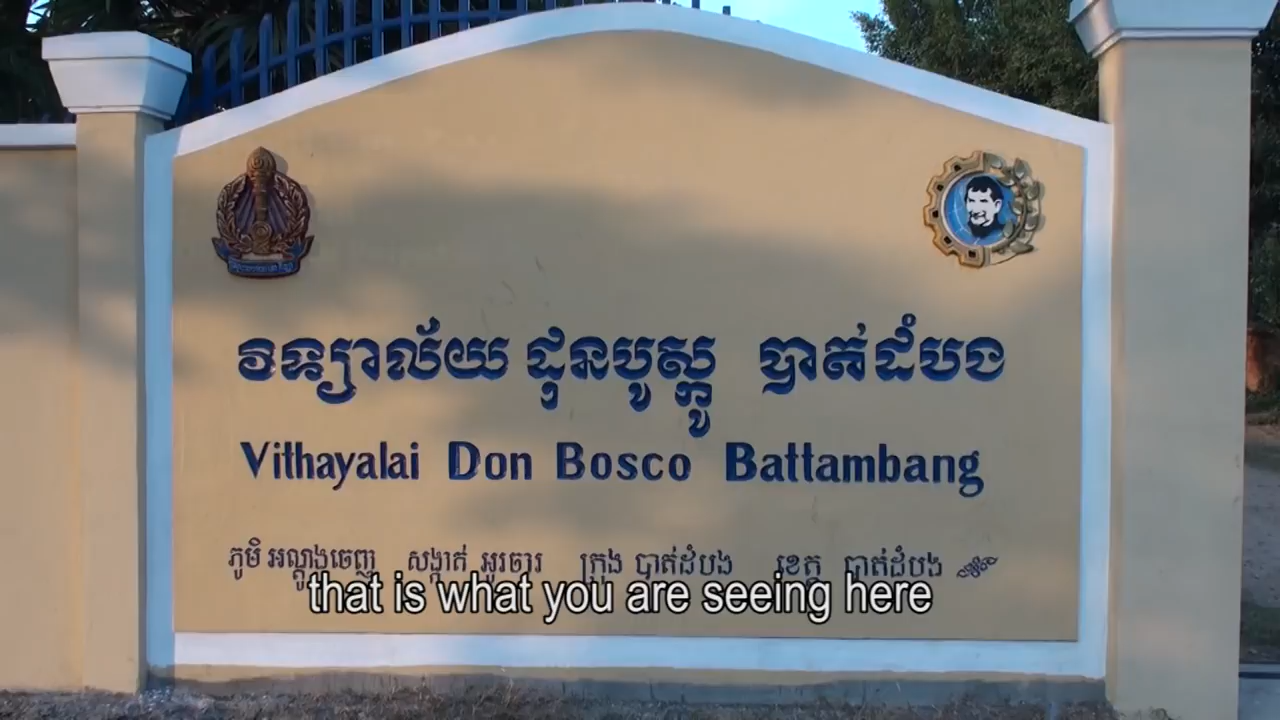 វិទ្យាល័យ ដុនបូស្កូ បាត់ដំបង
Vithayalai Don Bosco Battambang
ភូមិ អណ្ដូងចេញ សង្កាត់ អូរចារ ក្រុង បាត់ដំបង ខេត្ត បាត់ដំបង
that is what you are seeing here